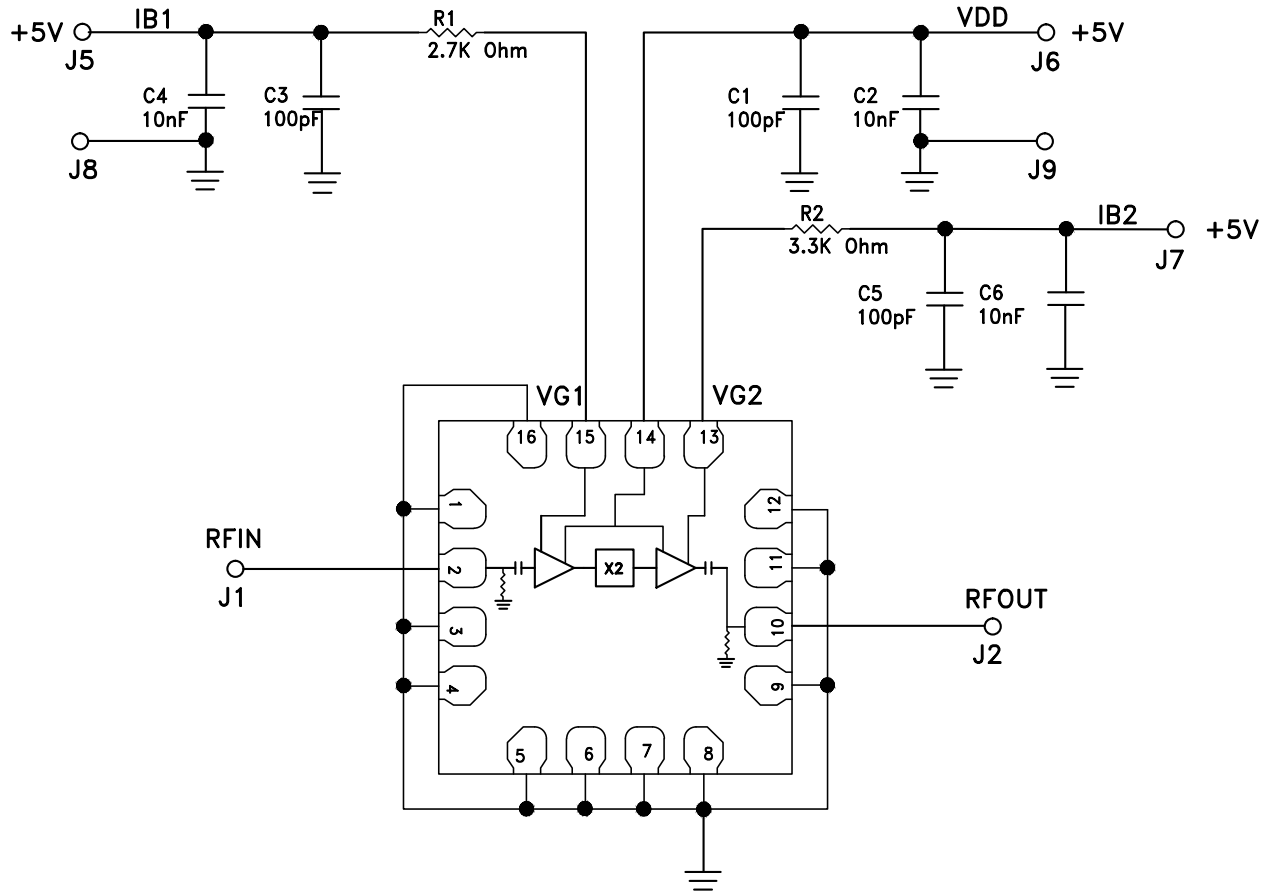 +5V
IB1
J5
R1
2.7K Ohm
C4
10nF
C3
100pF
J8
VDD
+5V
J6
C1
100pF
C2
10nF
J9
R2
3.3K Ohm
IB2
+5V
J7
C5
100pF
C6
10nF
VG1
VG2
16
15
14
13
1
12
RFIN
J1
2
X2
11
3
10
RFOUT
J2
4
9
5
6
7
8